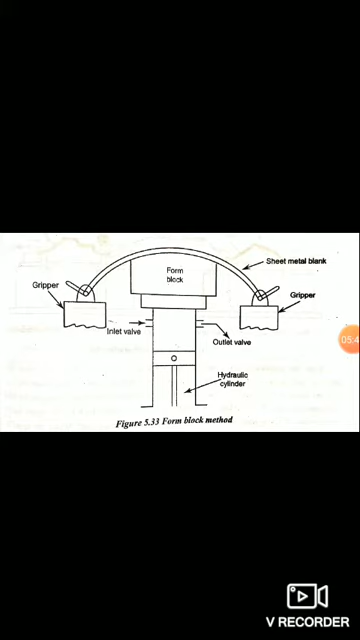 Form
block
Sheet metal blank
Gripper
Gripper
Inlet valve
Outlet valve
Hydraulic
cylinder
Figure 5.33 Form block method
05:4
V RECORDER